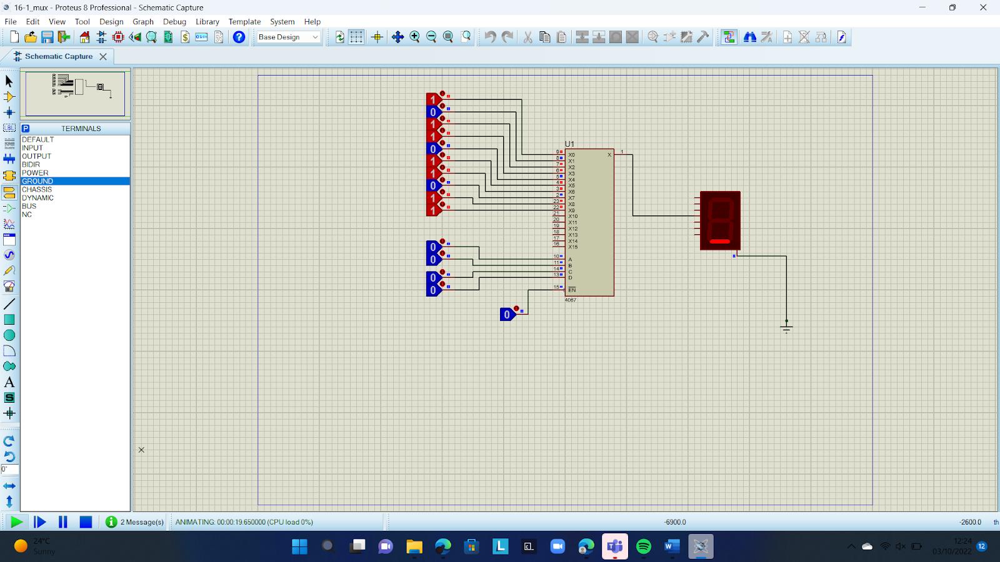 16-1_mux - Proteus 8 Professional - Schematic Capture
File Edit View Tool Design Graph Debug Library Template System Help
Base Design
Schematic Capture
P TERMINALS
DEFAULT
INPUT
OUTPUT
BIDIR
POWER
GROUND
CHASSIS
DYNAMIC
BUS
NC
LBL
A
S
0°
1
0
1
1
0
1
1
0
1
1
0
0
0
0
0
U1
9 X0 X 1
8 X1
7 X2
6 X3
5 X4
4 X5
3 X6
2 X7
23 X8
22 X9
21 X10
20 X11
19 X12
18 X13
17 X14
16 X15
10 A
11 B
14 C
13 D
15 EN
4067
2 Message(s) ANIMATING: 00:00:19.650000 (CPU load 0%) -6900.0 -2600.0 th
24°C
Sunny
12:24
03/10/2022
12